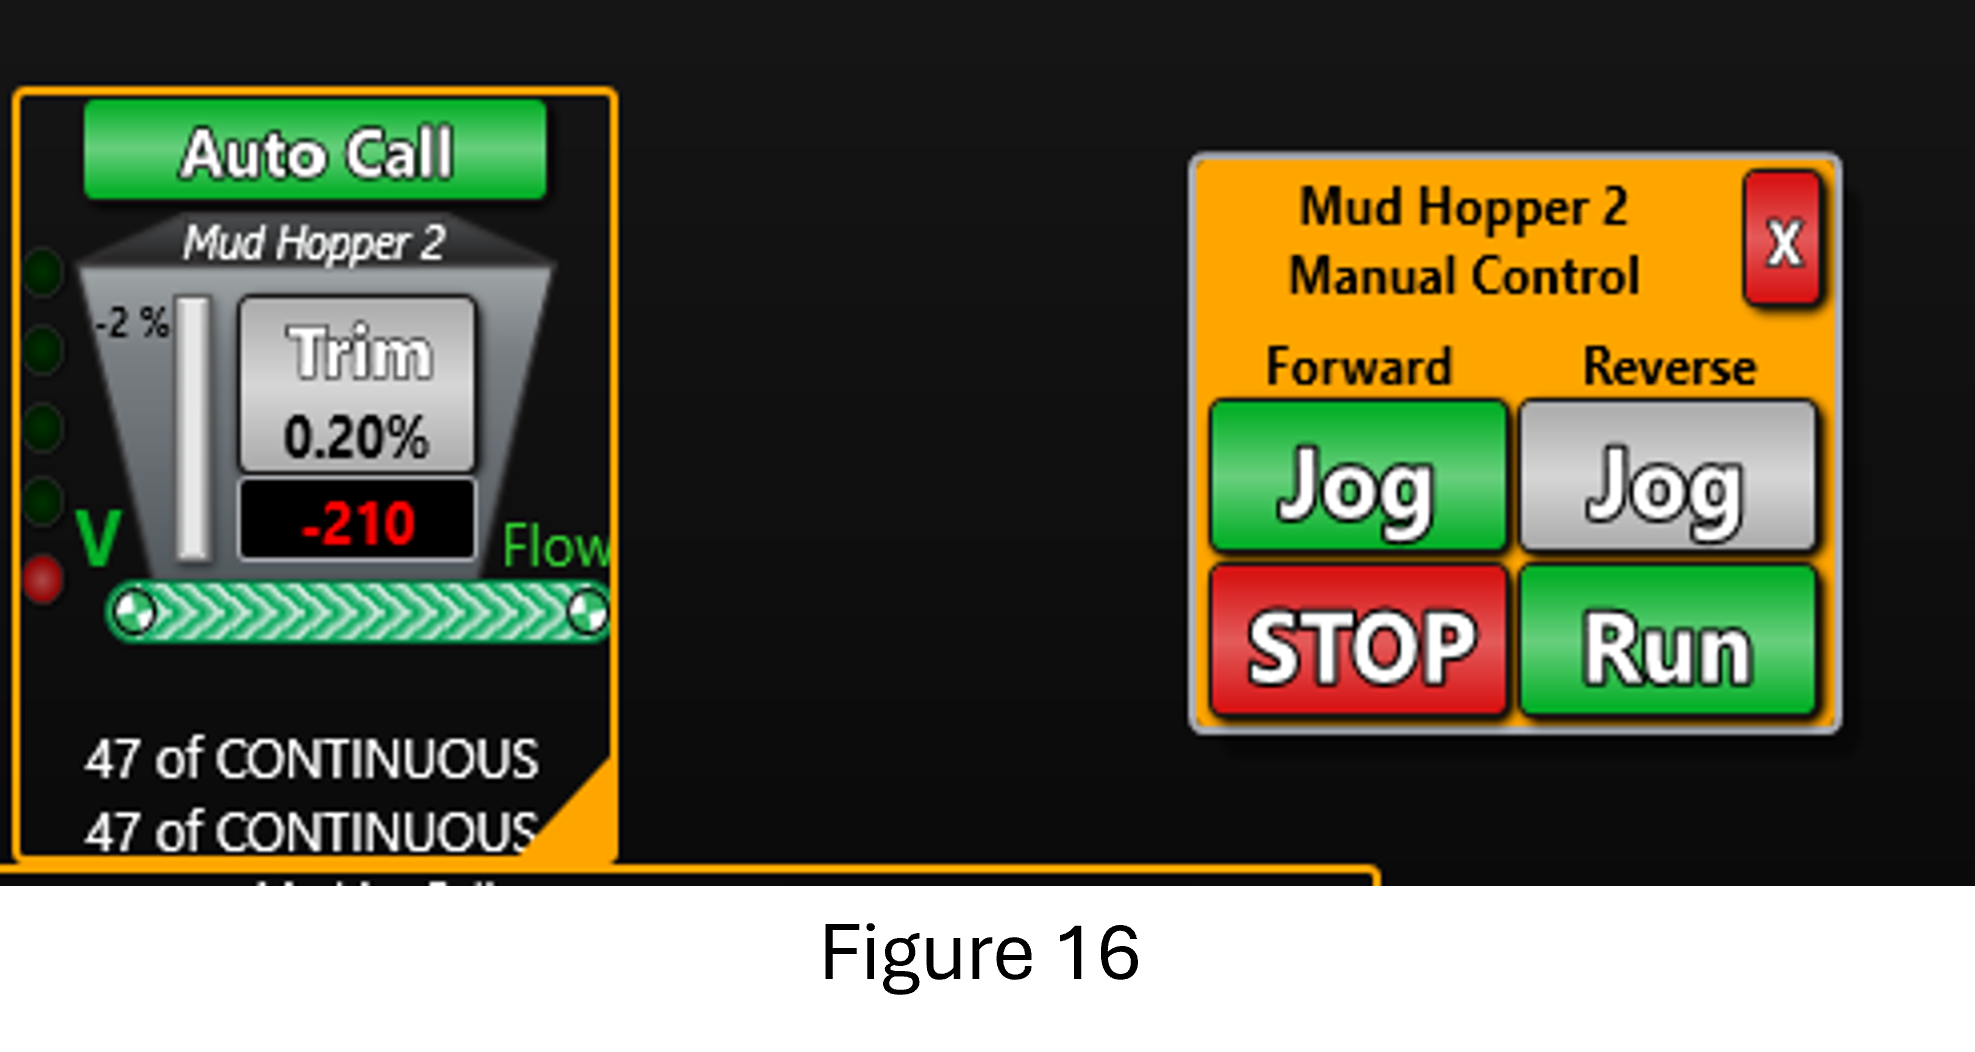 Auto Call
Mud Hopper 2
-2 %
Trim
0.20%
-210
V
Flow
47 of CONTINUOUS
47 of CONTINUOUS
Mud Hopper 2
Manual Control
X
Forward Reverse
Jog Jog
STOP Run
Figure 16